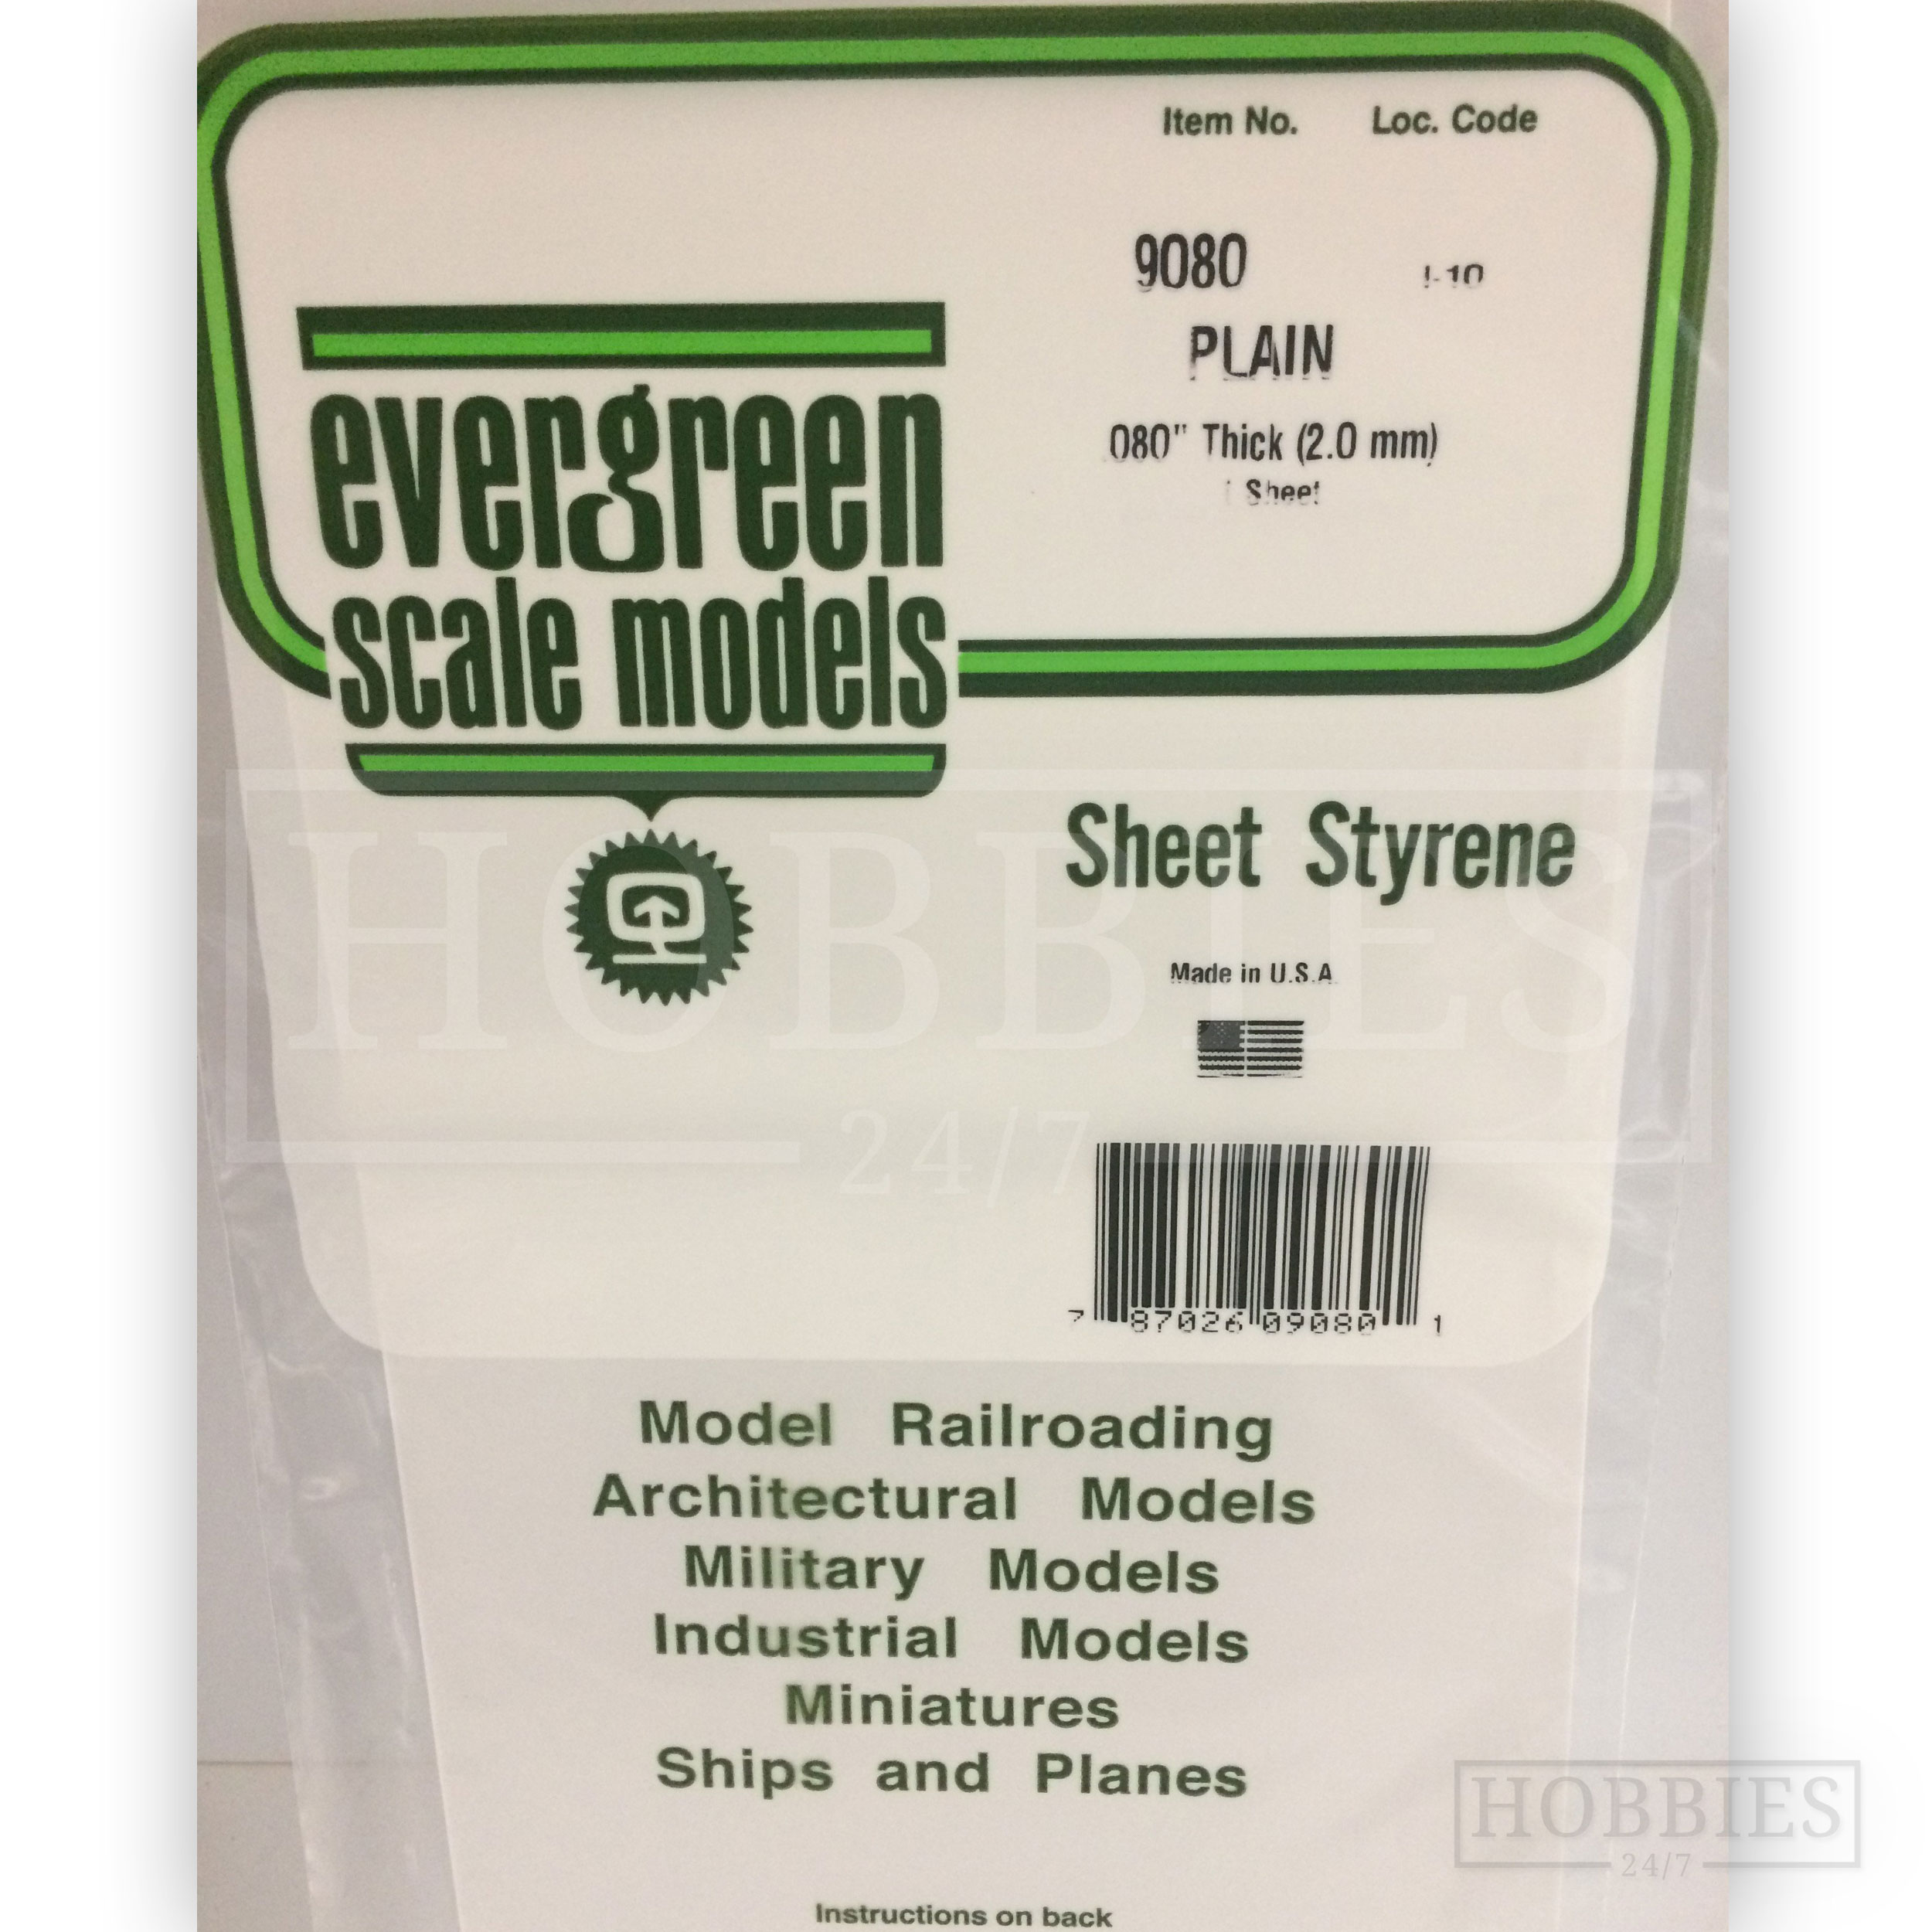 Item No. Loc. Code
9080
PLAIN
.080" Thick (2.0 mm)
Sheet
evergreen
scale models
Sheet Styrene
Made in U.S.A.
7 87026 09080 1
Model Railroading
Architectural Models
Military Models
Industrial Models
Miniatures
Ships and Planes
Instructions on back
HOBBIES
24/7
HOBBIES
24/7